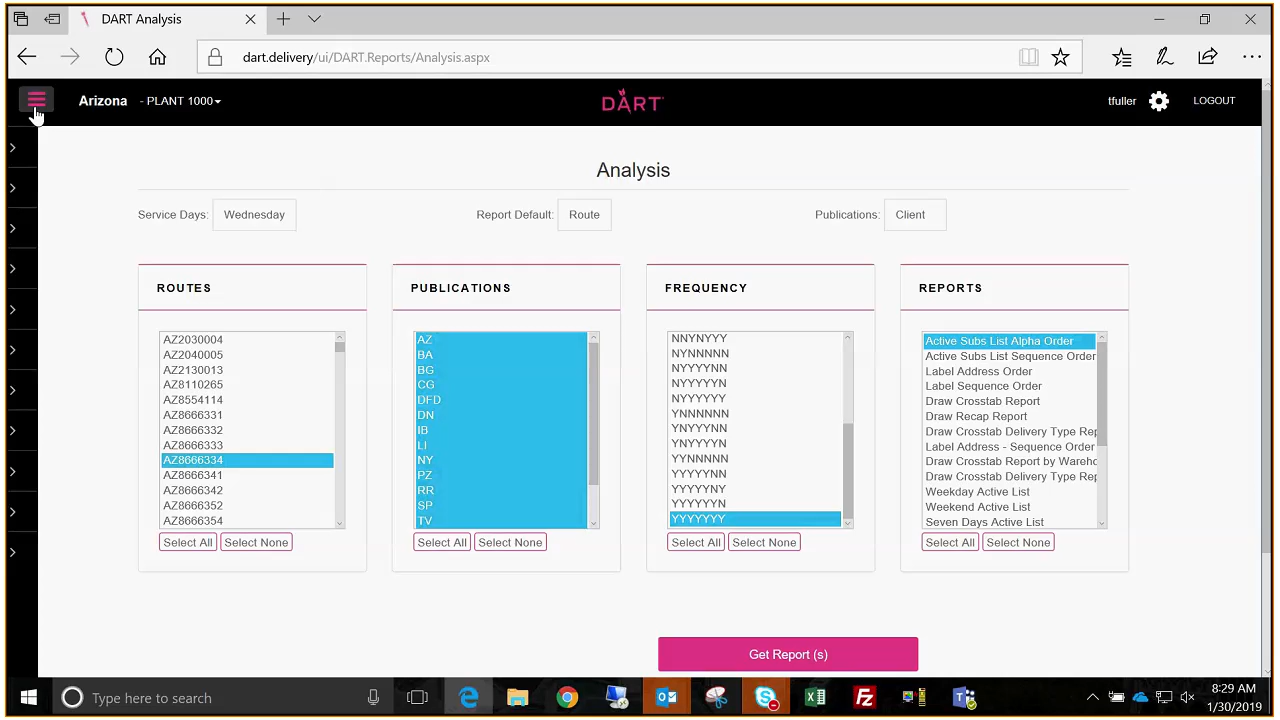 DART Analysis
dart.delivery/ui/DART.Reports/Analysis.aspx
Arizona - PLANT 1000
DART
tfuller
LOGOUT
Analysis
Service Days: Wednesday
Report Default: Route
Publications: Client
ROUTES
AZ2030004
AZ2040005
AZ2130013
AZ8110265
AZ8554114
AZ8666331
AZ8666332
AZ8666333
AZ8666334
AZ8666341
AZ8666342
AZ8666352
AZ8666354
Select All Select None
PUBLICATIONS
AZ
BA
BG
CG
DFD
DN
IB
LI
NY
PZ
RR
SP
TV
Select All Select None
FREQUENCY
NNYNYYY
NYNNNNN
NYYYYNN
NYYYYYN
NYYYYYY
YNNNNNN
YNYNYNN
YNYYYYN
YYNNNNN
YYYYYNN
YYYYYNY
YYYYYYN
YYYYYYY
Select All Select None
REPORTS
Active Subs List Alpha Order
Active Subs List Sequence Order
Label Address Order
Label Sequence Order
Draw Crosstab Report
Draw Recap Report
Draw Crosstab Delivery Type Rep
Label Address - Sequence Order
Draw Crosstab Report by Wareho
Draw Crosstab Delivery Type Rep
Weekday Active List
Weekend Active List
Seven Days Active List
Select All Select None
Get Report (s)
Type here to search
8:29 AM
1/30/2019